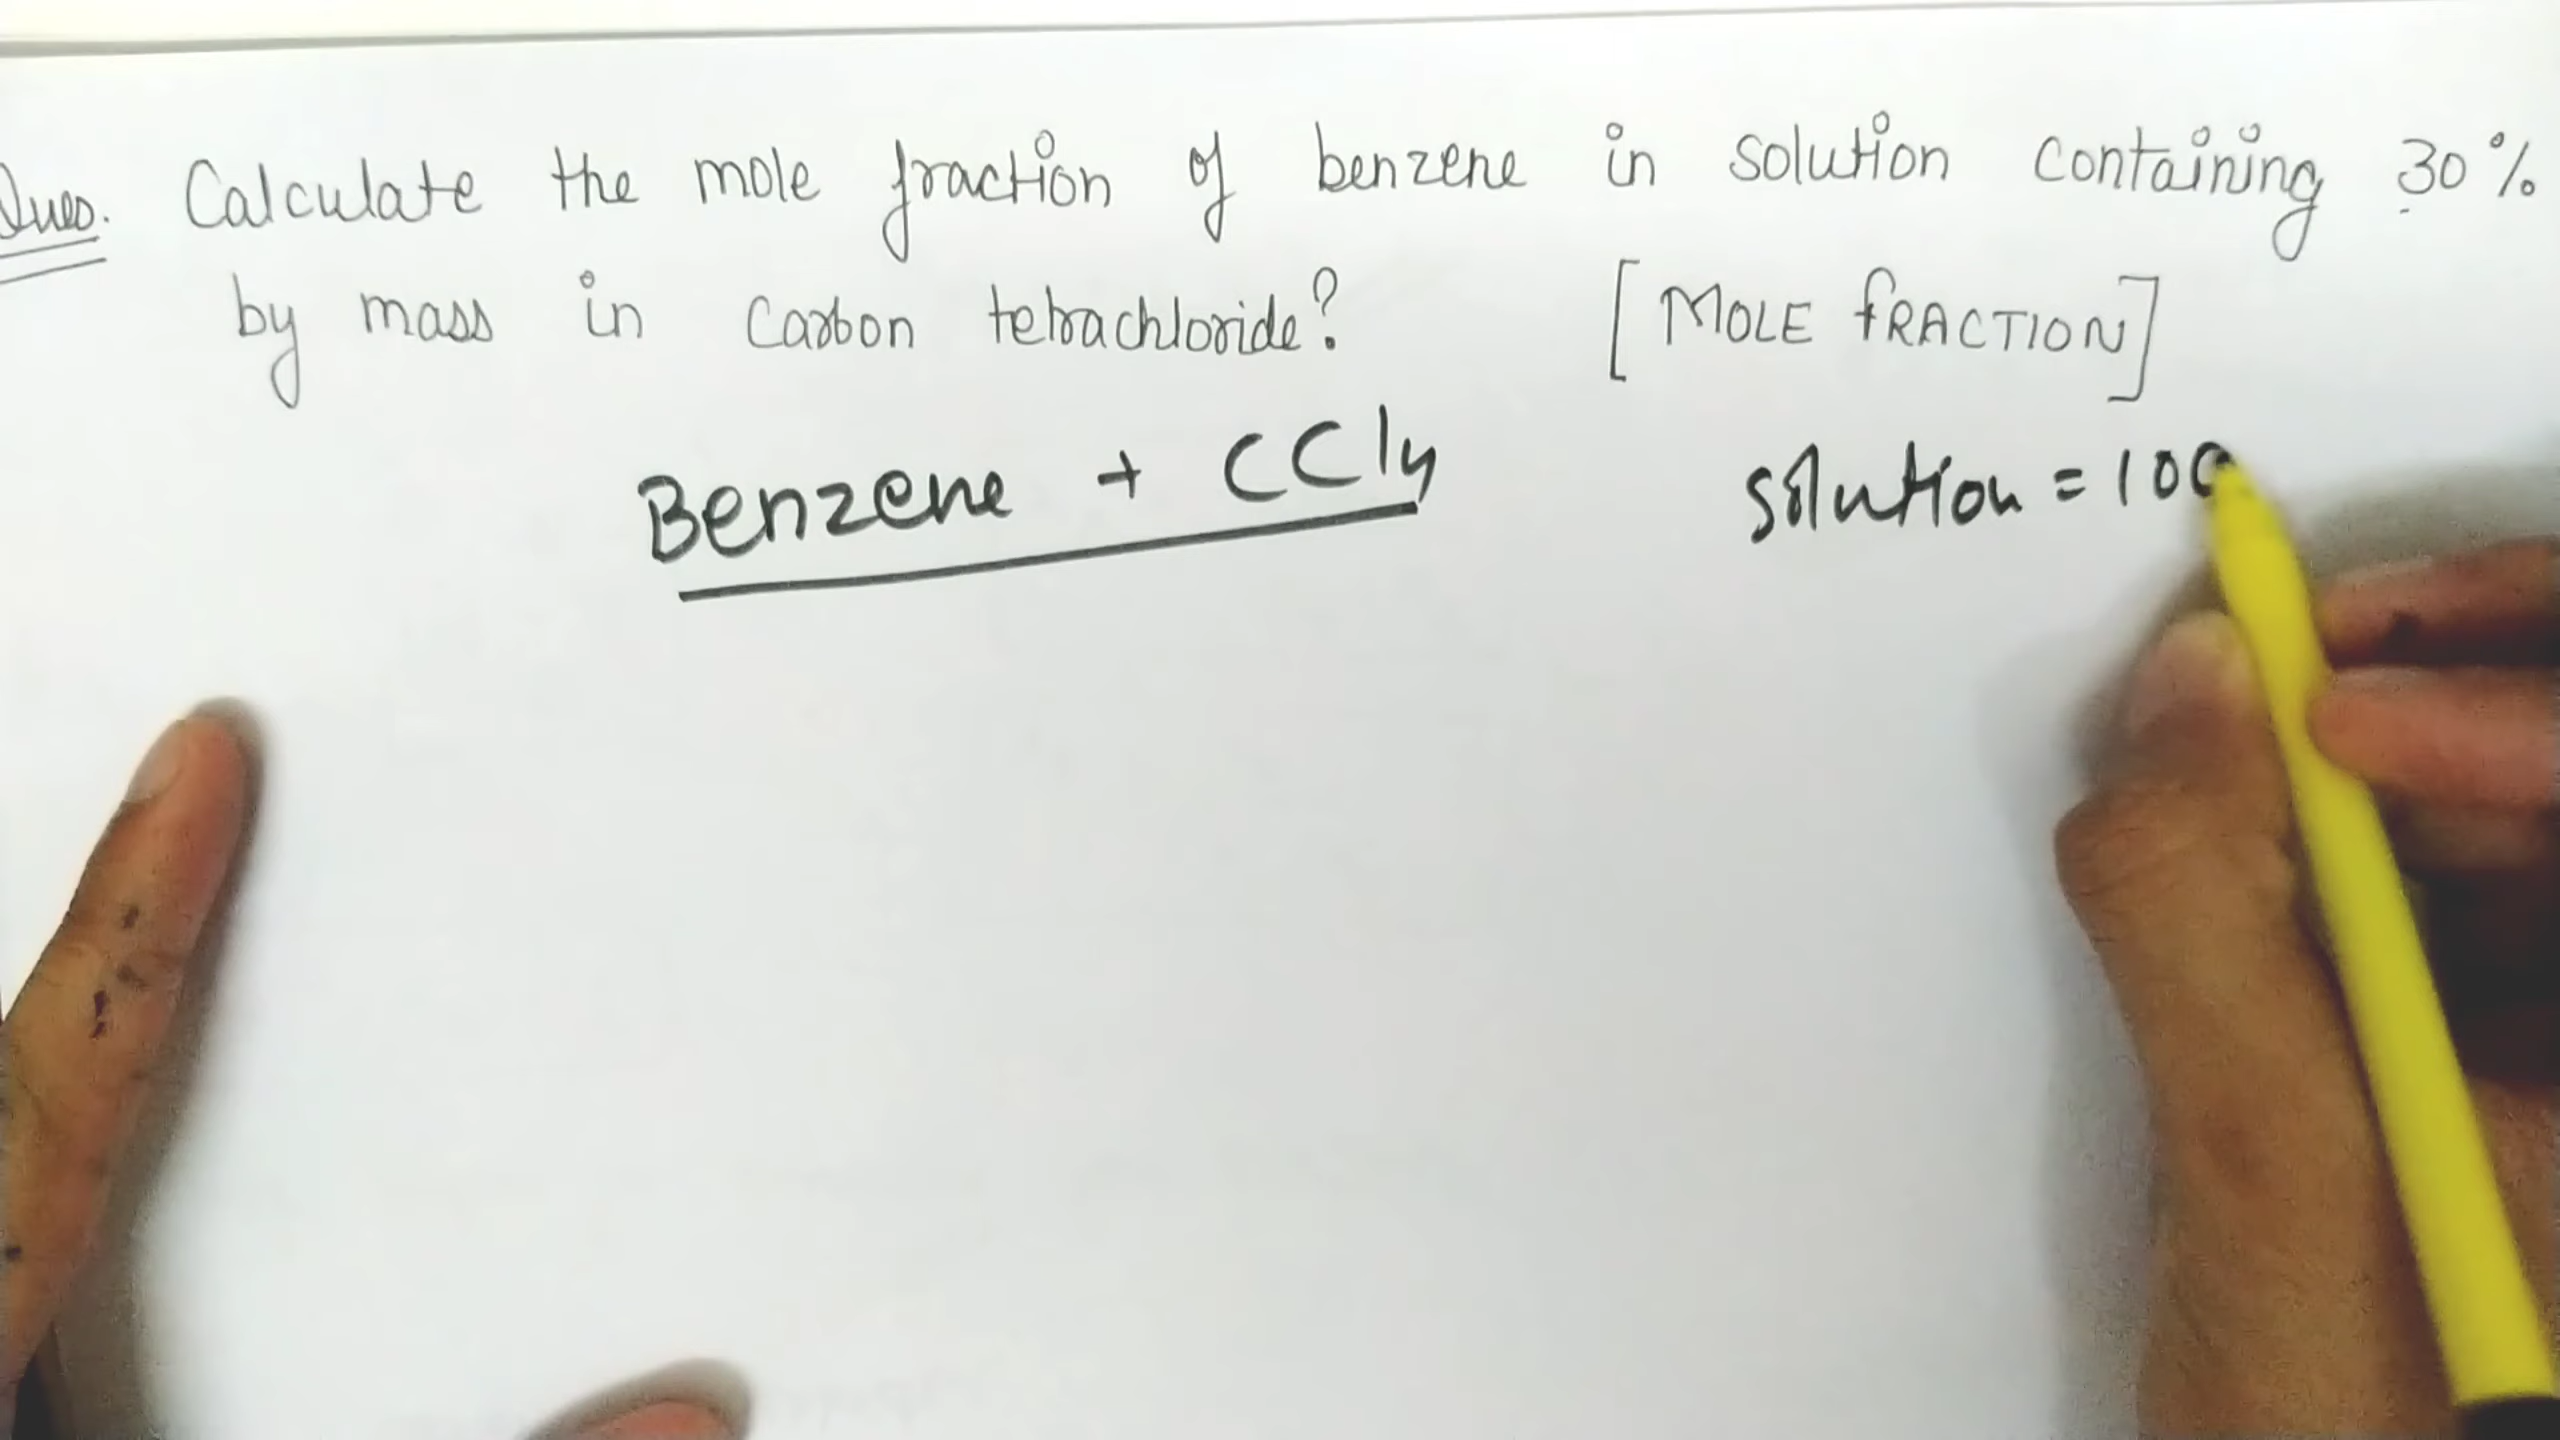 Ques. Calculate the mole fraction of benzene in solution containing 30%
by mass in Carbon tetrachloride? [MOLE fRACTION]
Benzene + CCl4 solution = 100